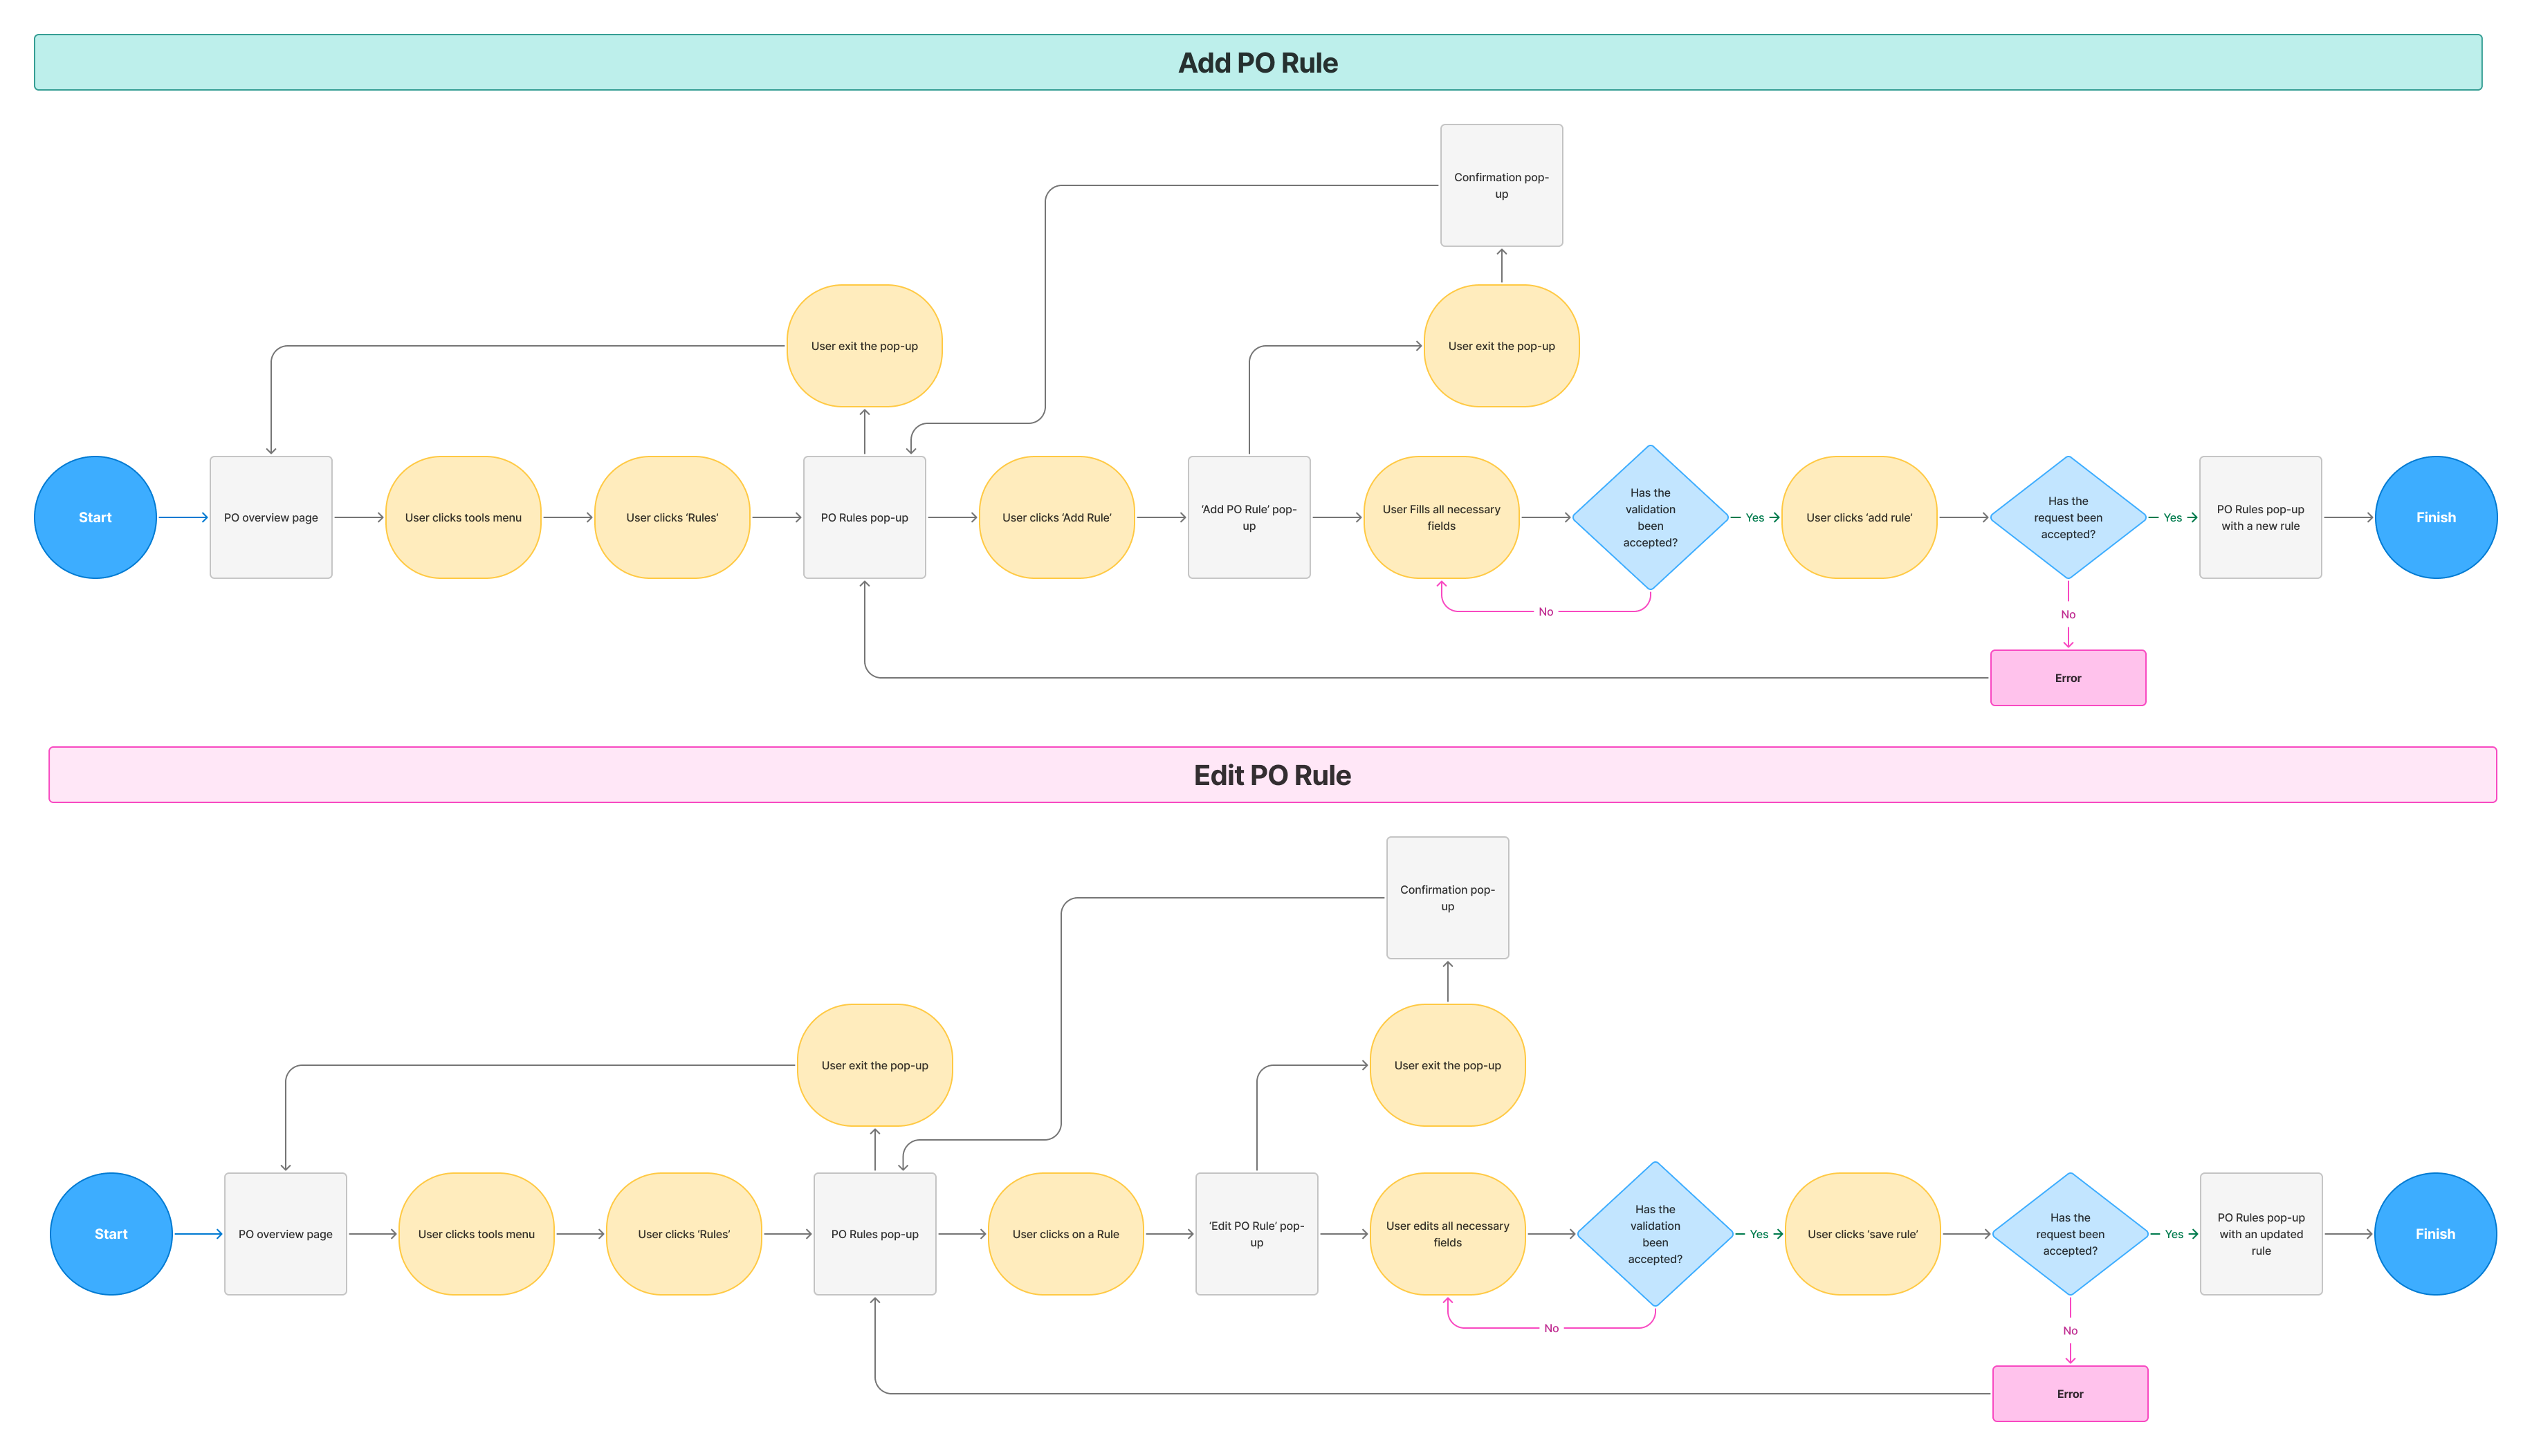 Add PO Rule
Confirmation pop-
up
User exit the pop-up
User exit the pop-up
Start
PO overview page
User clicks tools menu
User clicks ‘Rules’
PO Rules pop-up
User clicks ‘Add Rule’
‘Add PO Rule’ pop-
up
User Fills all necessary
fields
Has the
validation
been
accepted?
Yes
User clicks ‘add rule’
Has the
request been
accepted?
Yes
PO Rules pop-up
with a new rule
Finish
No
No
Error
Edit PO Rule
Confirmation pop-
up
User exit the pop-up
User exit the pop-up
Start
PO overview page
User clicks tools menu
User clicks ‘Rules’
PO Rules pop-up
User clicks on a Rule
‘Edit PO Rule’ pop-
up
User edits all necessary
fields
Has the
validation
been
accepted?
Yes
User clicks ‘save rule’
Has the
request been
accepted?
Yes
PO Rules pop-up
with an updated
rule
Finish
No
No
Error